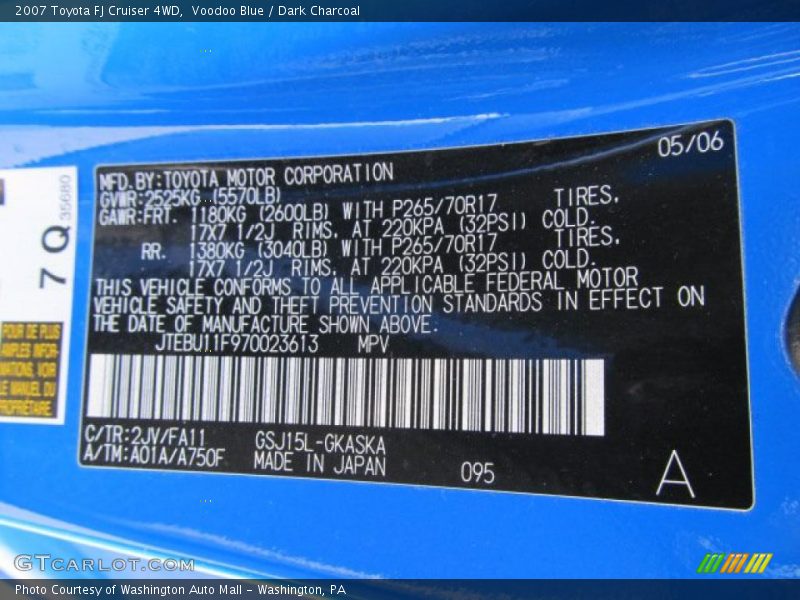 2007 Toyota FJ Cruiser 4WD, Voodoo Blue / Dark Charcoal
05/06
MFD.BY:TOYOTA MOTOR CORPORATION
GVWR:2525KG (5570LB)
GAWR:FRT. 1180KG (2600LB) WITH P265/70R17 TIRES,
17X7 1/2J RIMS, AT 220KPA (32PSI) COLD.
RR. 1380KG (3040LB) WITH P265/70R17 TIRES,
17X7 1/2J RIMS, AT 220KPA (32PSI) COLD.
THIS VEHICLE CONFORMS TO ALL APPLICABLE FEDERAL MOTOR
VEHICLE SAFETY AND THEFT PREVENTION STANDARDS IN EFFECT ON
THE DATE OF MANUFACTURE SHOWN ABOVE.
JTEBU11F970023613 MPV
C/TR:2JV/FA11 GSJ15L-GKASKA
A/TM:A01A/A750F MADE IN JAPAN 095 A
7 Q 35680
POUR DE PLUS
AMPLES INFOR-
MATIONS, VOIR
LE MANUEL DU
PROPRIÉTAIRE
GTCARLOT.COM
Photo Courtesy of Washington Auto Mall - Washington, PA